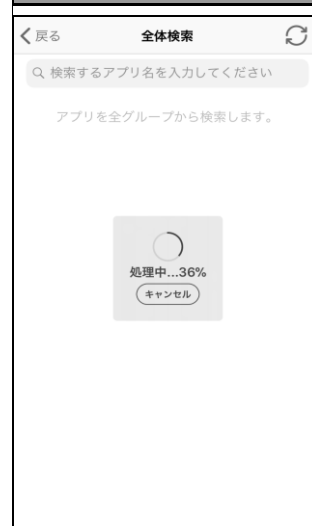 戻る
全体検索
検索するアプリ名を入力してください
アプリを全グループから検索します。
処理中...36%
キャンセル